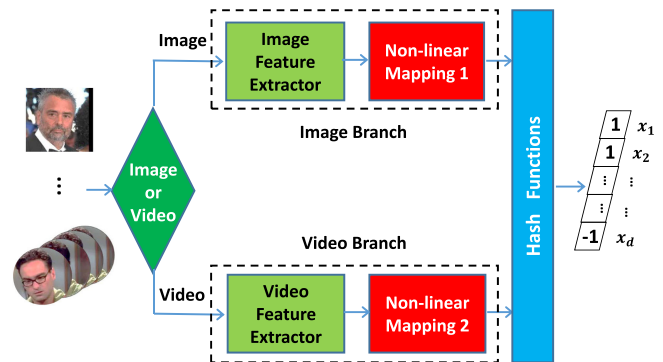 Image
Image
Feature
Extractor
Non-linear
Mapping 1
Image Branch
...
Image
or
Video
Hash Functions
1 x₁
1 x₂
... ...
... ...
-1 x_d
Video Branch
Video
Video
Feature
Extractor
Non-linear
Mapping 2